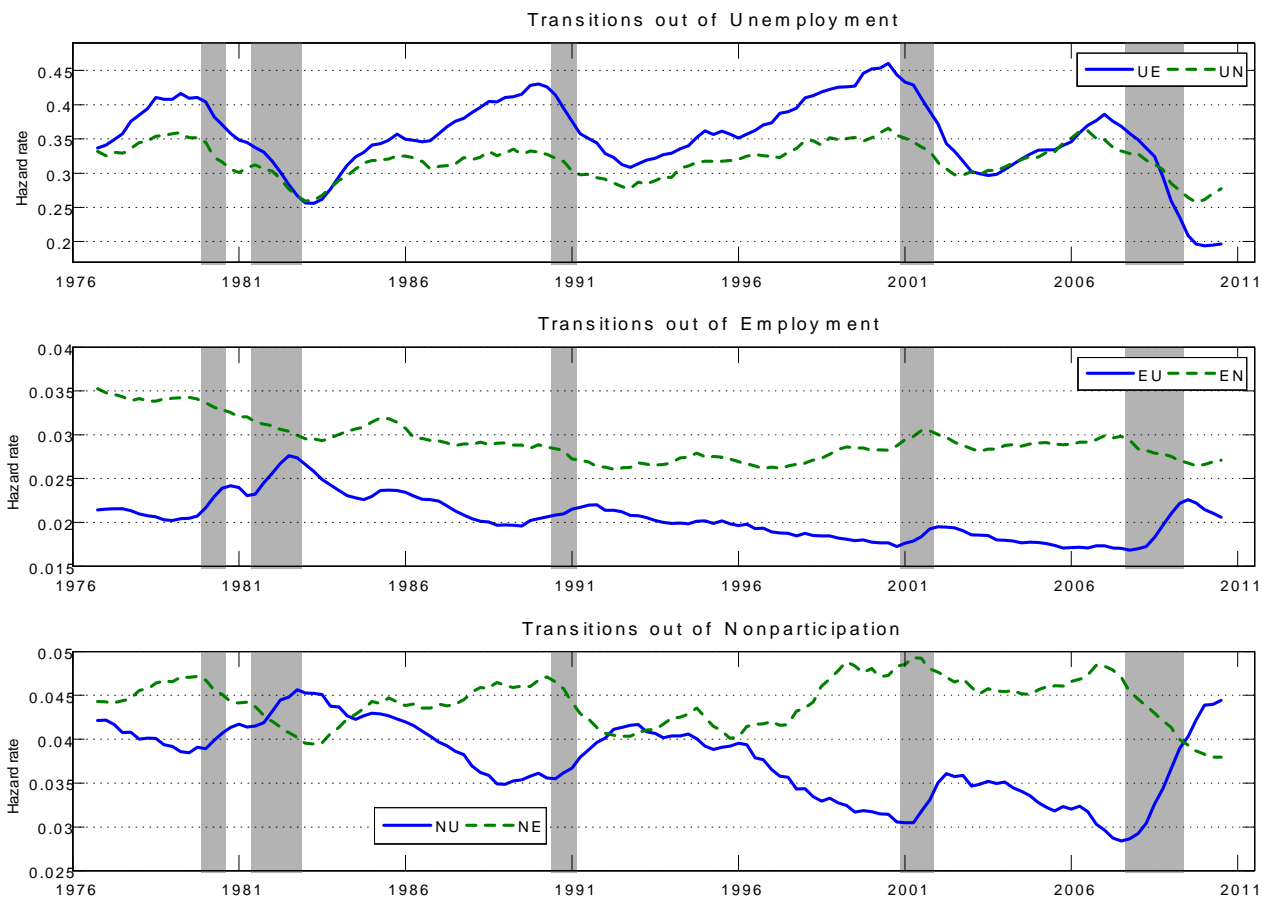 Transitions out of Unemployment
Hazard rate
0.45
0.4
0.35
0.3
0.25
0.2
UE UN
1976 1981 1986 1991 1996 2001 2006 2011
Transitions out of Employment
Hazard rate
0.04
0.035
0.03
0.025
0.02
0.015
EU EN
1976 1981 1986 1991 1996 2001 2006 2011
Transitions out of Nonparticipation
Hazard rate
0.05
0.045
0.04
0.035
0.03
0.025
NU NE
1976 1981 1986 1991 1996 2001 2006 2011